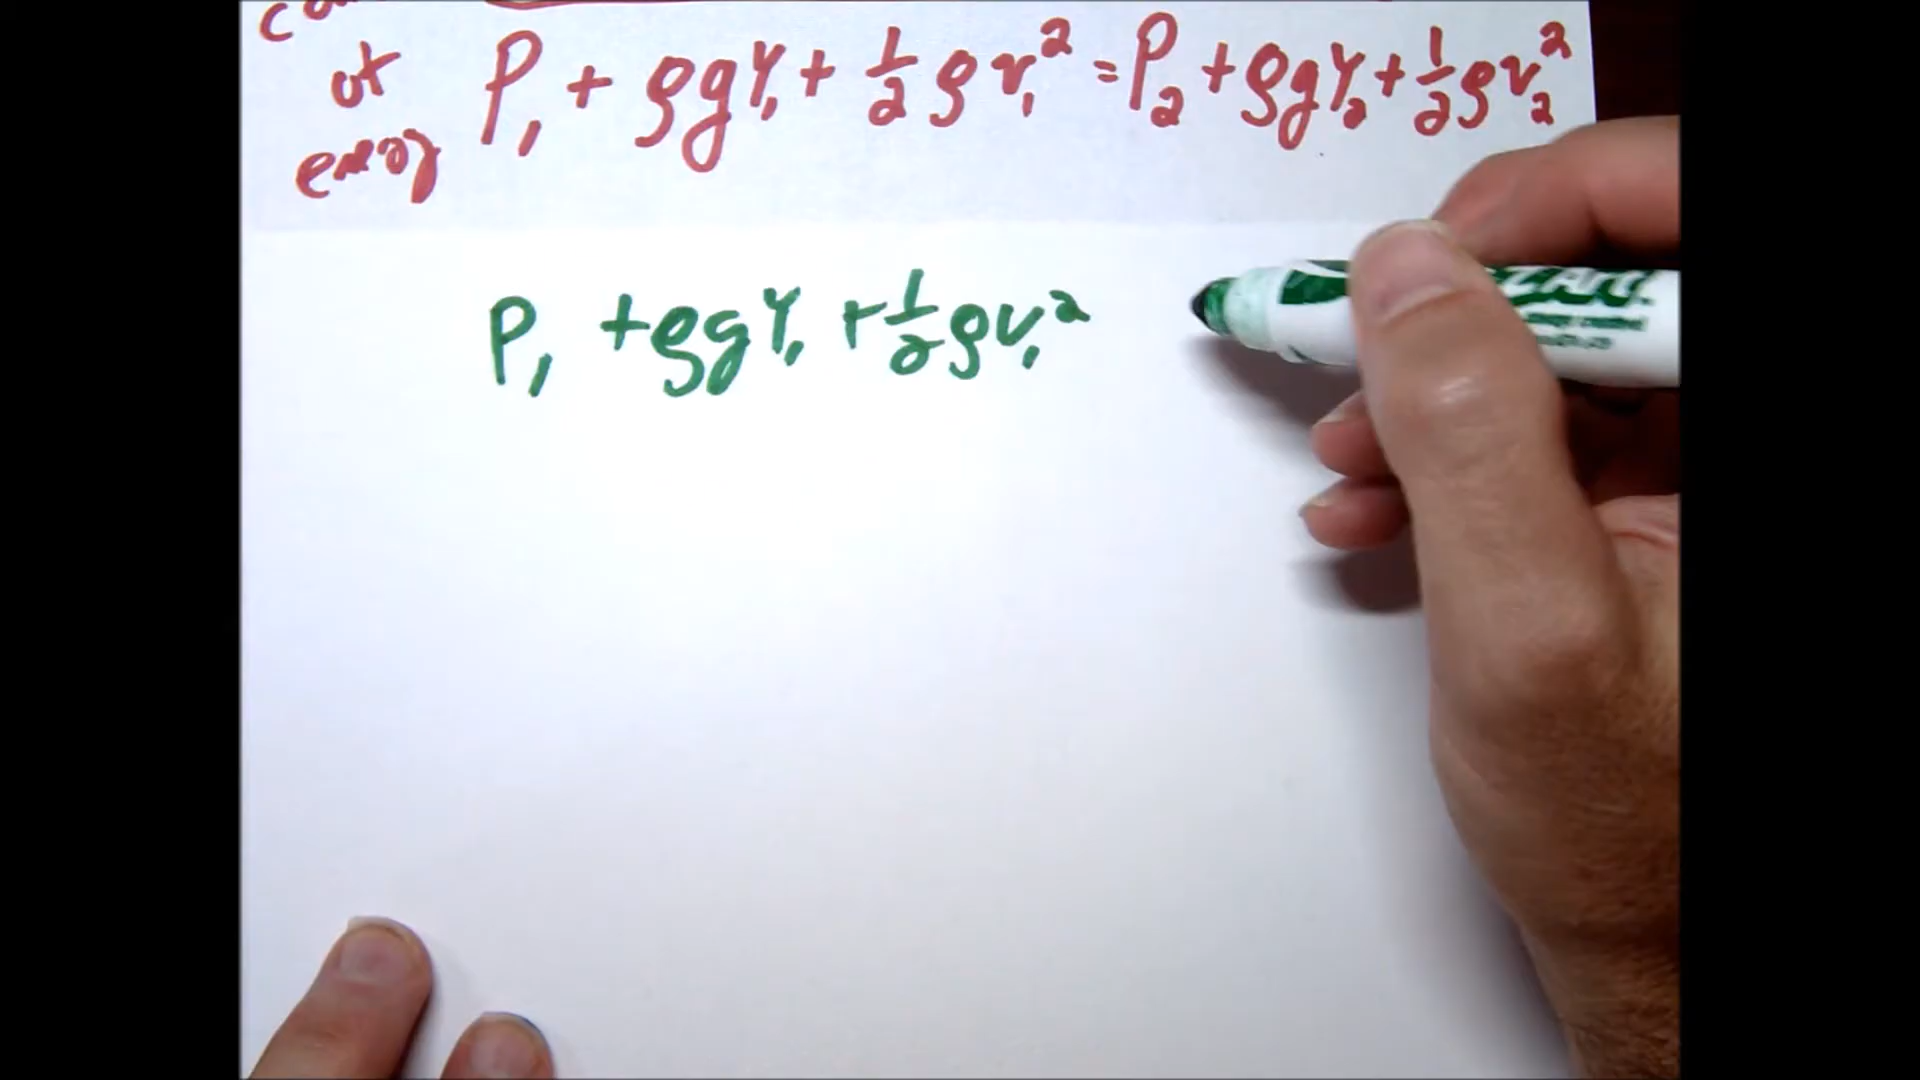 of
energy
P₁ + ρgy₁ + ½ρv₁² = P₂ + ρgy₂ + ½ρv₂²
P₁ + ρgy₁ + ½ρv₁²